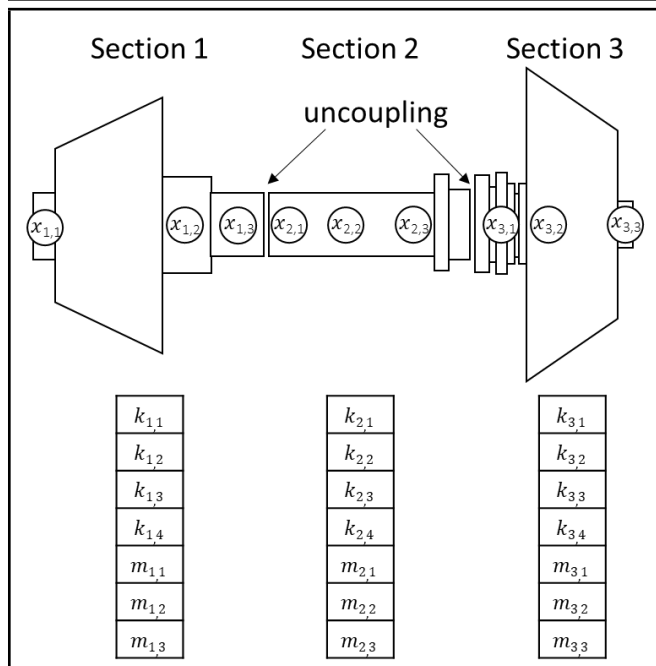 Section 1 Section 2 Section 3
uncoupling
x1,1 x1,2 x1,3 x2,1 x2,2 x2,3 x3,1 x3,2 x3,3
k1,1 k2,1 k3,1
k1,2 k2,2 k3,2
k1,3 k2,3 k3,3
k1,4 k2,4 k3,4
m1,1 m2,1 m3,1
m1,2 m2,2 m3,2
m1,3 m2,3 m3,3